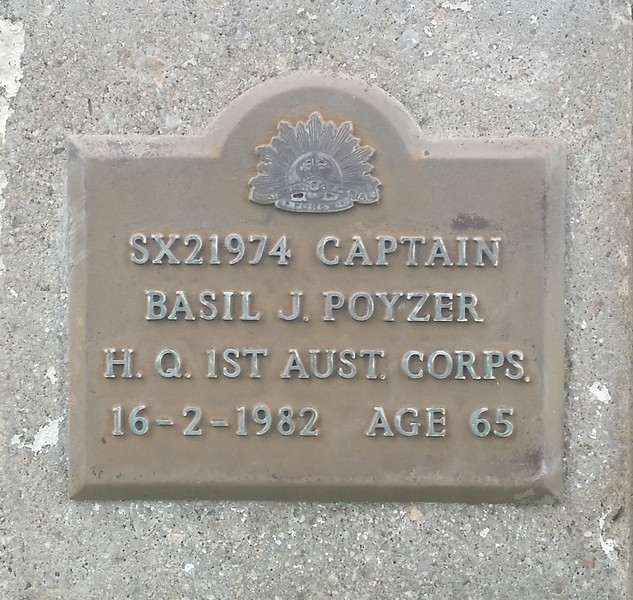 SX21974 CAPTAIN
BASIL J. POYZER
H. Q. 1ST AUST. CORPS.
16-2-1982 AGE 65